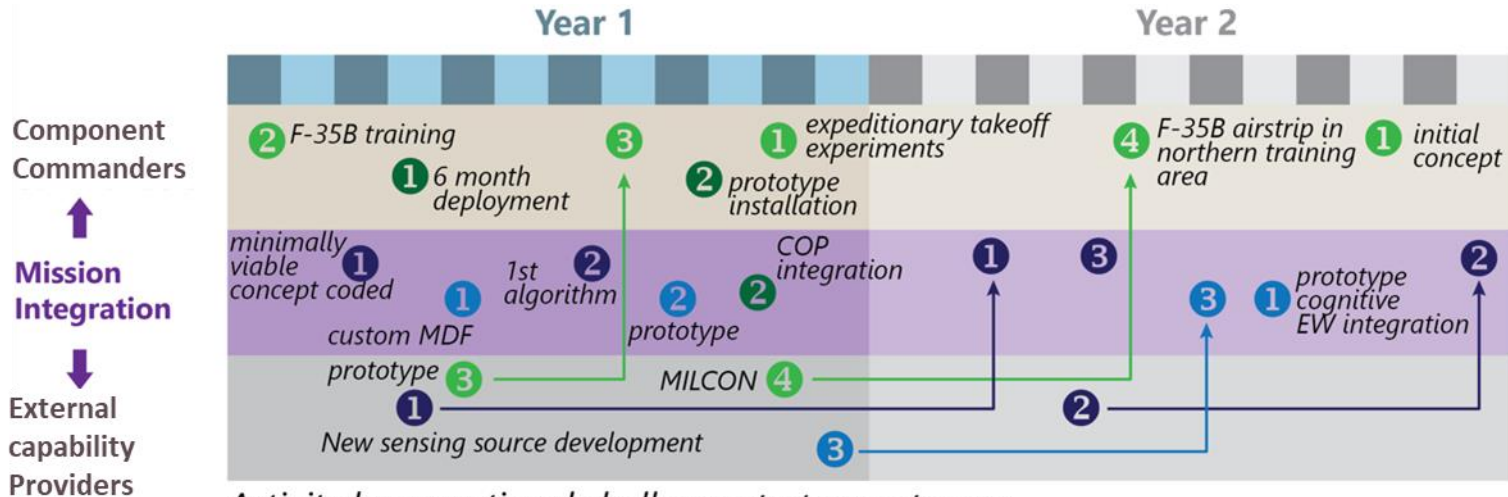 Year 1
Year 2
Component
Commanders
Mission
Integration
External
capability
Providers
2 F-35B training
1 6 month
deployment
3
2 prototype
installation
1 expeditionary takeoff
experiments
4 F-35B airstrip in
northern training
area
1 initial
concept
minimally
viable
concept coded
1
custom MDF
1
1st
algorithm
2
prototype
2
COP
integration
2
1
3
3
1 prototype
cognitive
EW integration
2
prototype 3
MILCON 4
1
New sensing source development
3
2